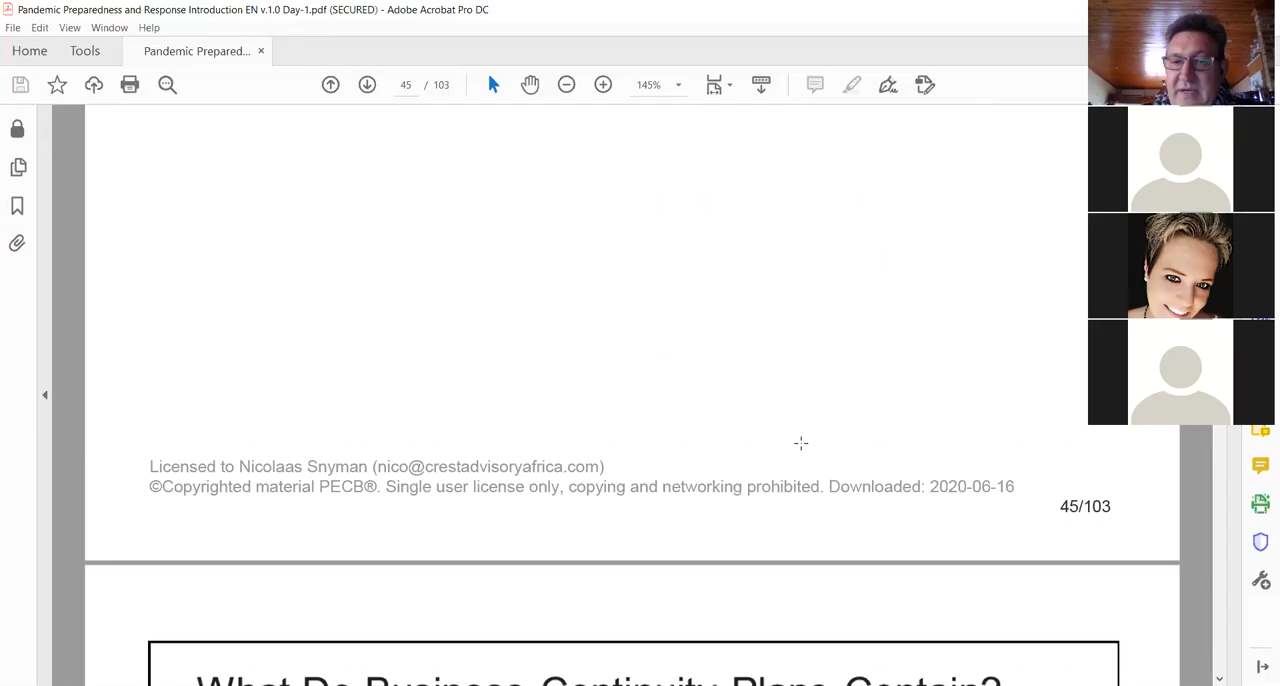 Pandemic Preparedness and Response Introduction EN v.1.0 Day-1.pdf (SECURED) - Adobe Acrobat Pro DC
File Edit View Window Help
Home Tools Pandemic Prepared... ×
45 / 103 145%
Licensed to Nicolaas Snyman (nico@crestadvisoryafrica.com)
©Copyrighted material PECB®. Single user license only, copying and networking prohibited. Downloaded: 2020-06-16
45/103
What Do Business Continuity Plans Contain?